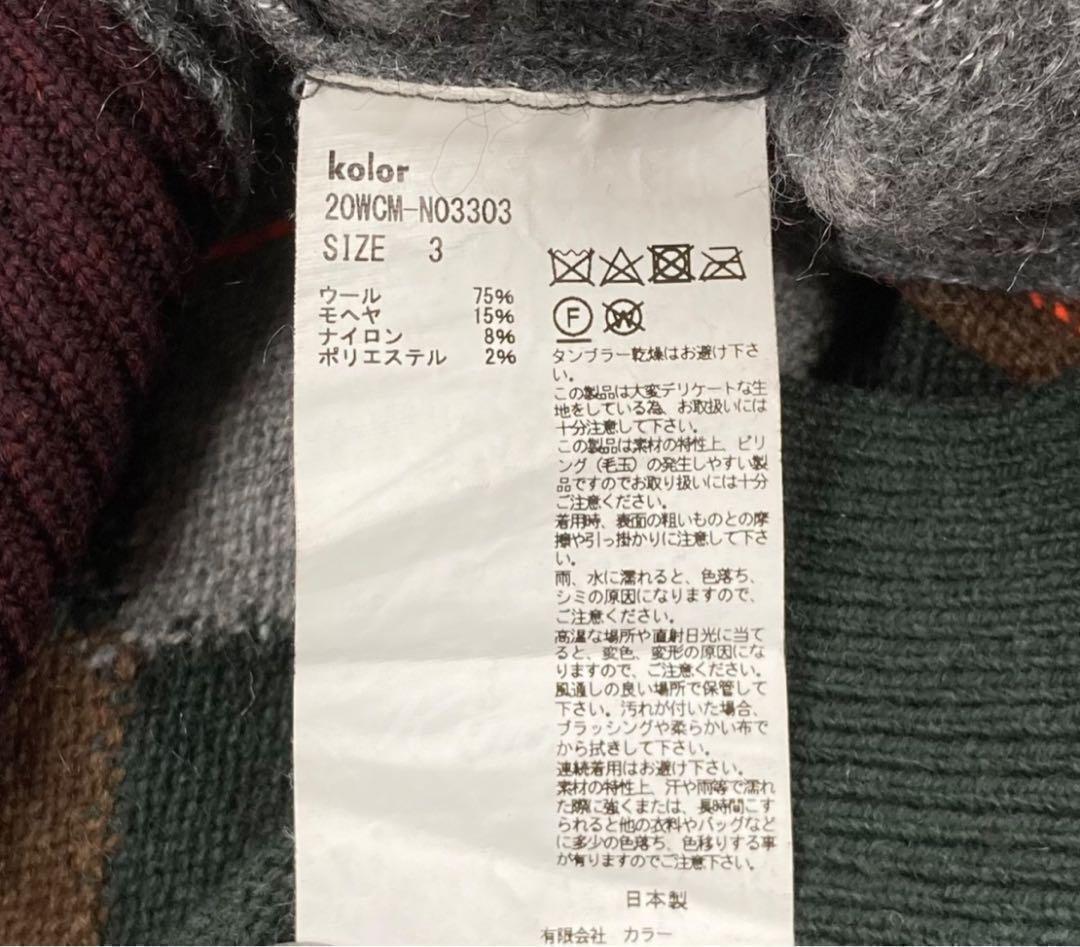 kolor
20WCM-N03303
SIZE 3
ウール 75%
モヘヤ 15%
ナイロン 8%
ポリエステル 2%
F
W
タンブラー乾燥はお避け下さ
い。
この製品は大変デリケートな生
地をしている為、お取扱いには
十分注意して下さい。
この製品は素材の特性上、ピリ
ング(毛玉)の発生しやすい製
品ですのでお取り扱いには十分
ご注意ください。
着用時、表面の粗いものとの摩
擦や引っ掛かりに注意して下さ
い。
雨、水に濡れると、色落ち、
シミの原因になりますので、
ご注意ください。
高温な場所や直射日光に当て
ると、変色、変形の原因にな
りますので、ご注意ください。
風通しの良い場所で保管して
下さい。汚れが付いた場合、
ブラッシングや柔らかい布で
から拭きして下さい。
連続着用はお避け下さい。
素材の特性上、汗や雨等で濡れ
た際に強くまたは、長時間こす
られると他の衣料やバッグなど
に多少の色落ち、色移りする事
が有りますのでご注意下さい。
日本製
有限会社 カラー